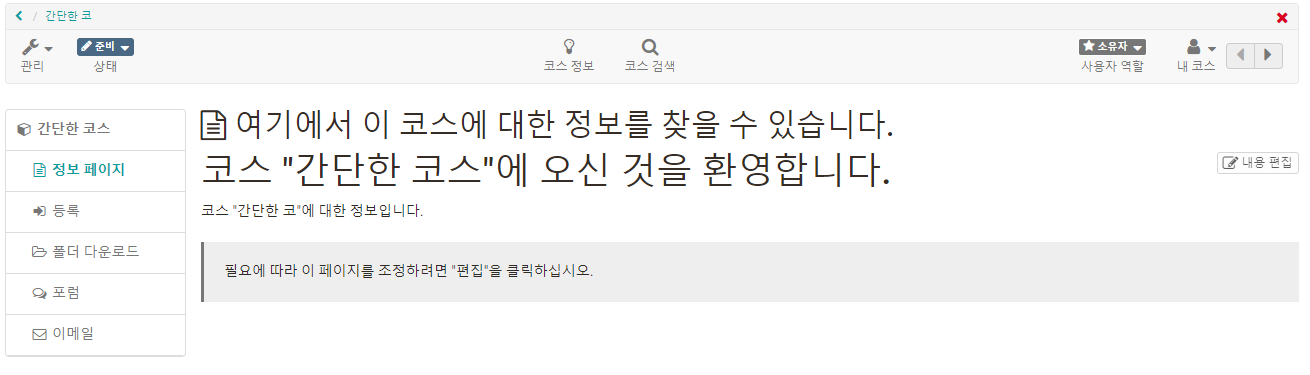 / 간단한 코
준비 소유자
관리 상태 코스 정보 코스 검색 사용자 역할 내 코스
간단한 코스
정보 페이지
등록
폴더 다운로드
포럼
이메일
여기에서 이 코스에 대한 정보를 찾을 수 있습니다.
코스 "간단한 코스"에 오신 것을 환영합니다.
내용 편집
코스 "간단한 코"에 대한 정보입니다.
필요에 따라 이 페이지를 조정하려면 "편집"을 클릭하십시오.